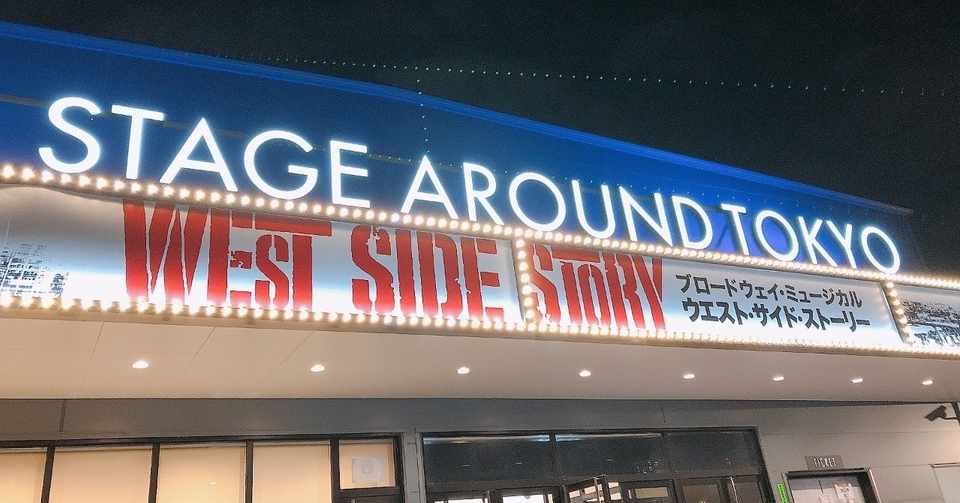 STAGE AROUND TOKYO
WEST SIDE STORY
ブロードウェイ・ミュージカル
ウエスト・サイド・ストーリー
TICKET